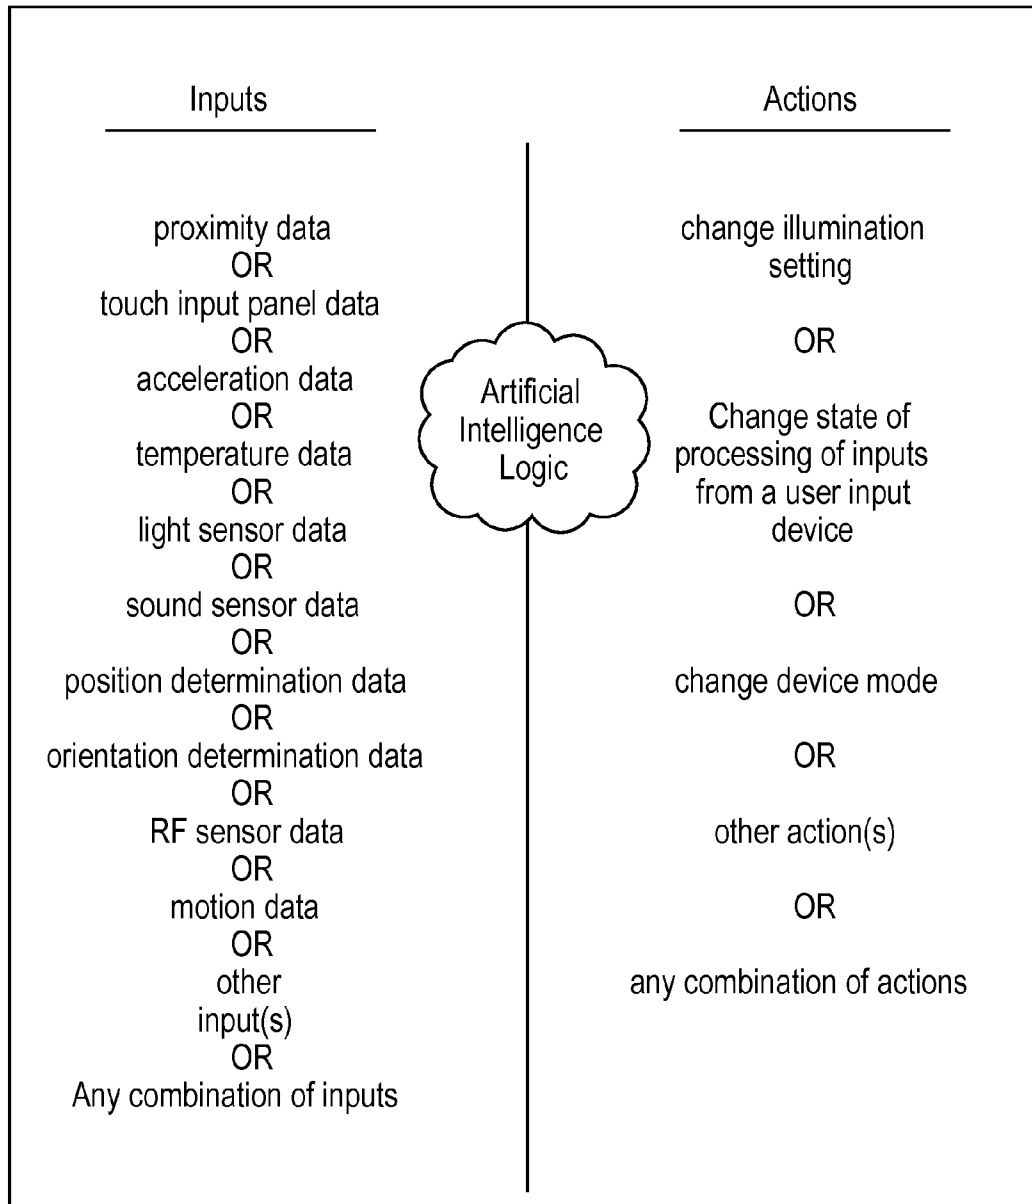 Inputs
proximity data
OR
touch input panel data
OR
acceleration data
OR
temperature data
OR
light sensor data
OR
sound sensor data
OR
position determination data
OR
orientation determination data
OR
RF sensor data
OR
motion data
OR
other
input(s)
OR
Any combination of inputs
Artificial
Intelligence
Logic
Actions
change illumination
setting
OR
Change state of
processing of inputs
from a user input
device
OR
change device mode
OR
other action(s)
OR
any combination of actions